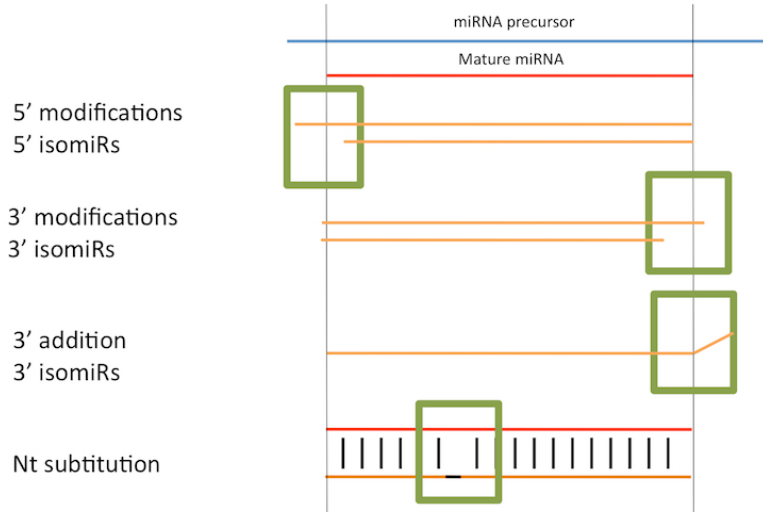 miRNA precursor
Mature miRNA
5’ modifications
5’ isomiRs
3’ modifications
3’ isomiRs
3’ addition
3’ isomiRs
Nt subtitution